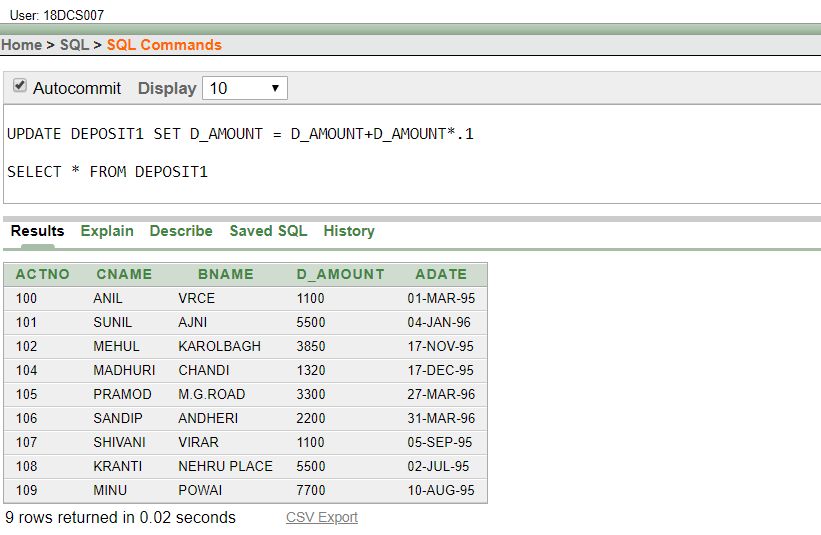 User: 18DCS007
Home > SQL > SQL Commands
Autocommit Display 10
UPDATE DEPOSIT1 SET D_AMOUNT = D_AMOUNT+D_AMOUNT*.1
SELECT * FROM DEPOSIT1
Results Explain Describe Saved SQL History
ACTNO CNAME BNAME D_AMOUNT ADATE
100 ANIL VRCE 1100 01-MAR-95
101 SUNIL AJNI 5500 04-JAN-96
102 MEHUL KAROLBAGH 3850 17-NOV-95
104 MADHURI CHANDI 1320 17-DEC-95
105 PRAMOD M.G.ROAD 3300 27-MAR-96
106 SANDIP ANDHERI 2200 31-MAR-96
107 SHIVANI VIRAR 1100 05-SEP-95
108 KRANTI NEHRU PLACE 5500 02-JUL-95
109 MINU POWAI 7700 10-AUG-95
9 rows returned in 0.02 seconds CSV Export